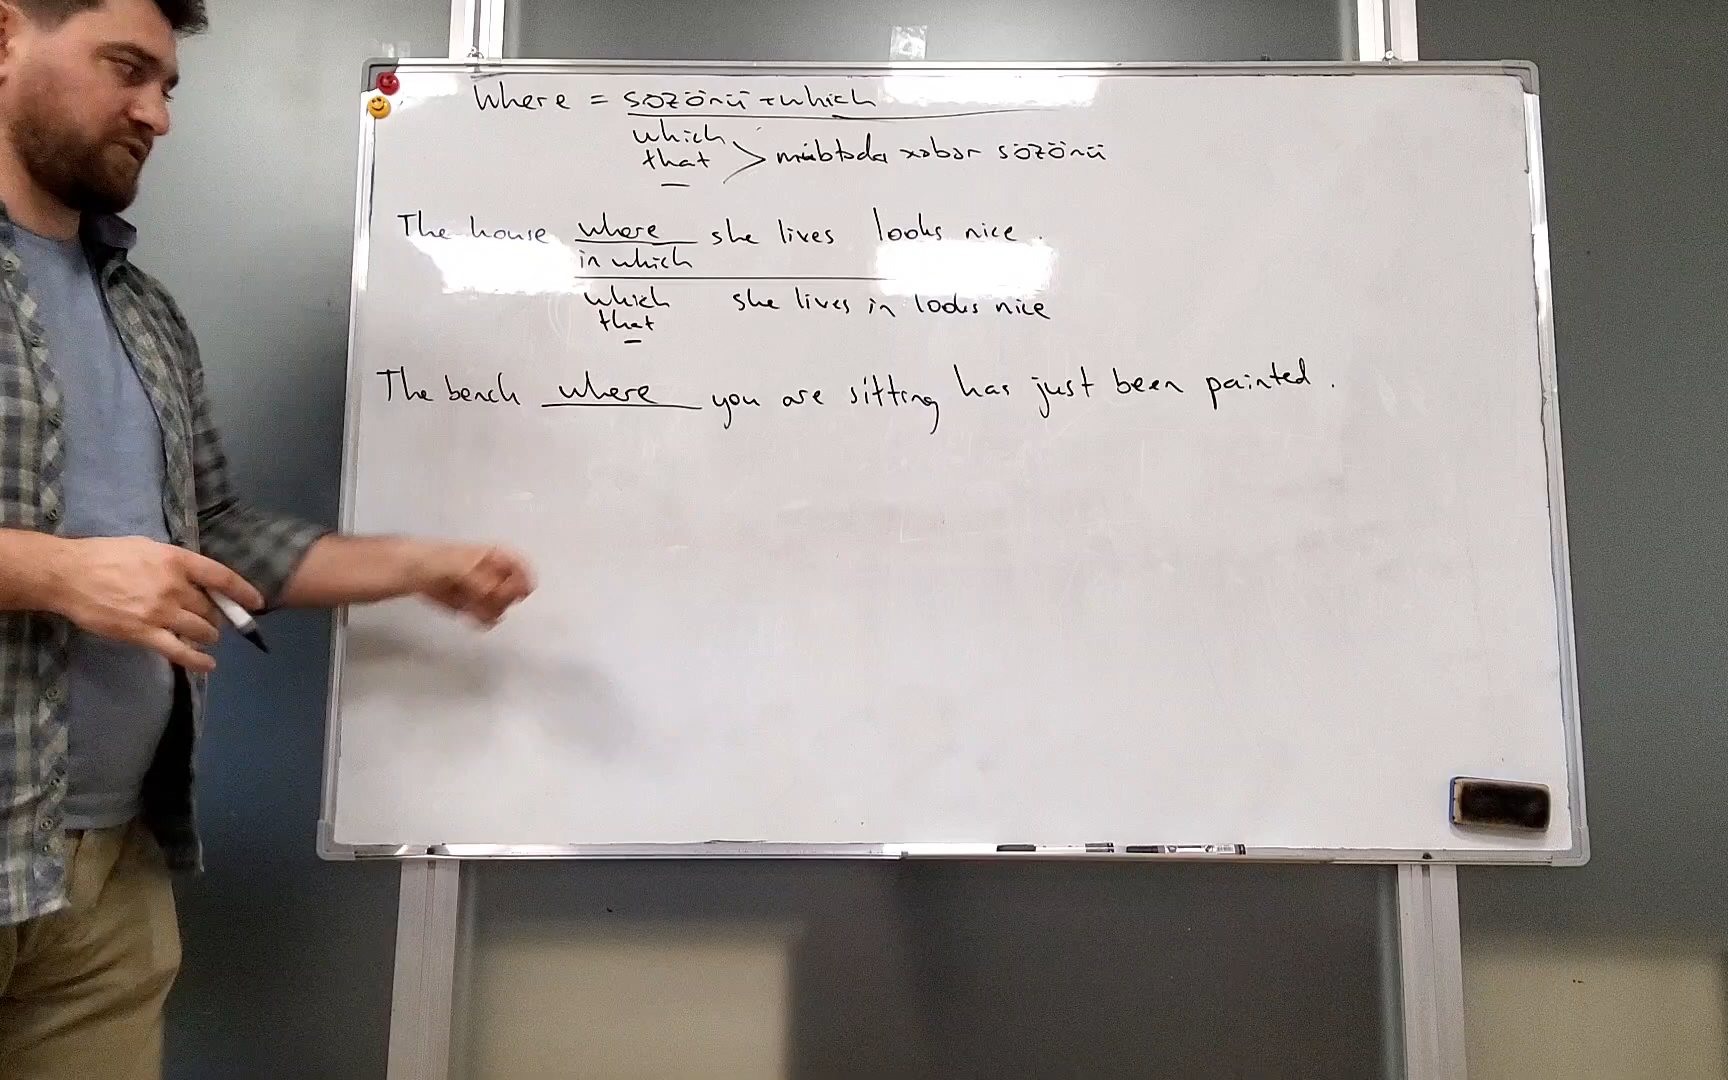 Where = sözönü + which
which
that > mübtəda xəbər sözönü
The house where she lives looks nice.
in which
which she lives in looks nice
that
—
The bench where you are sitting has just been painted.